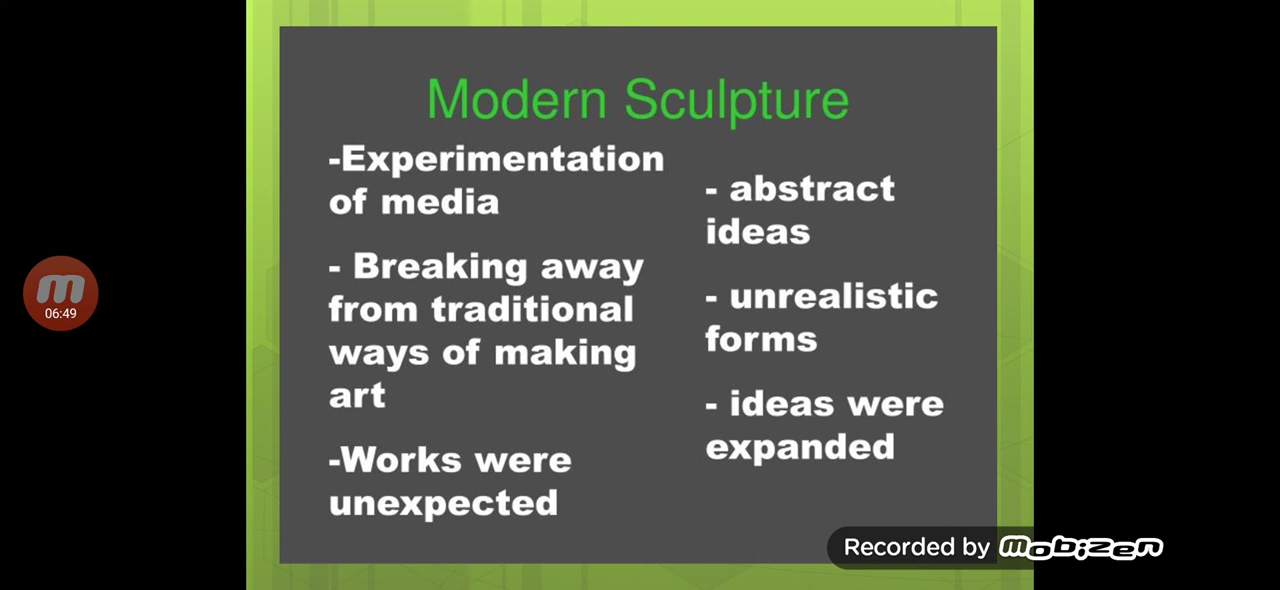 Modern Sculpture
-Experimentation
of media
- Breaking away
from traditional
ways of making
art
-Works were
unexpected
- abstract
ideas
- unrealistic
forms
- ideas were
expanded
06:49
Recorded by mobizen